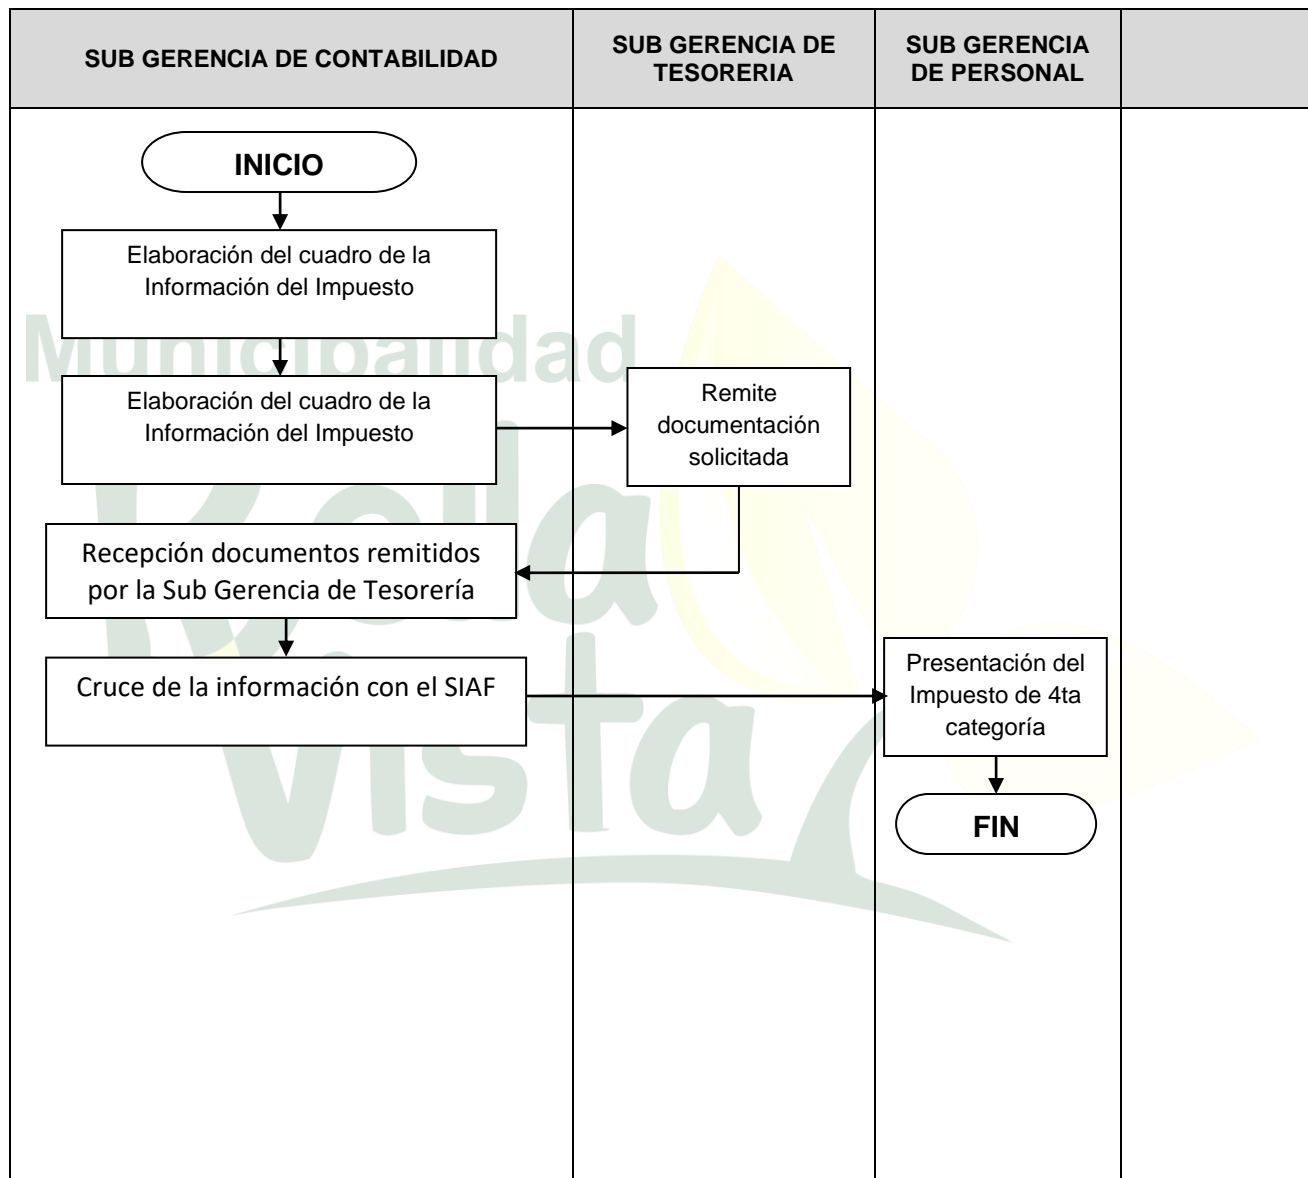 SUB GERENCIA DE CONTABILIDAD
SUB GERENCIA DE
TESORERIA
SUB GERENCIA
DE PERSONAL
INICIO
Elaboración del cuadro de la
Información del Impuesto
Municipalidad
Elaboración del cuadro de la
Información del Impuesto
Remite
documentación
solicitada
Bella
Recepción documentos remitidos
por la Sub Gerencia de Tesorería
Cruce de la información con el SIAF
Presentación del
Impuesto de 4ta
categoría
Vista
FIN